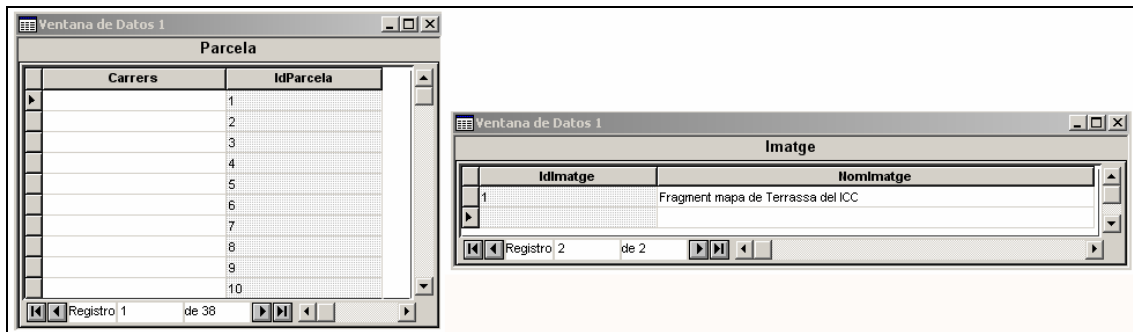 Ventana de Datos 1
Parcela
Carrers IdParcela
1
2
3
4
5
6
7
8
9
10
Registro 1 de 38
Ventana de Datos 1
Imatge
IdImatge NomImatge
1 Fragment mapa de Terrassa del ICC
Registro 2 de 2